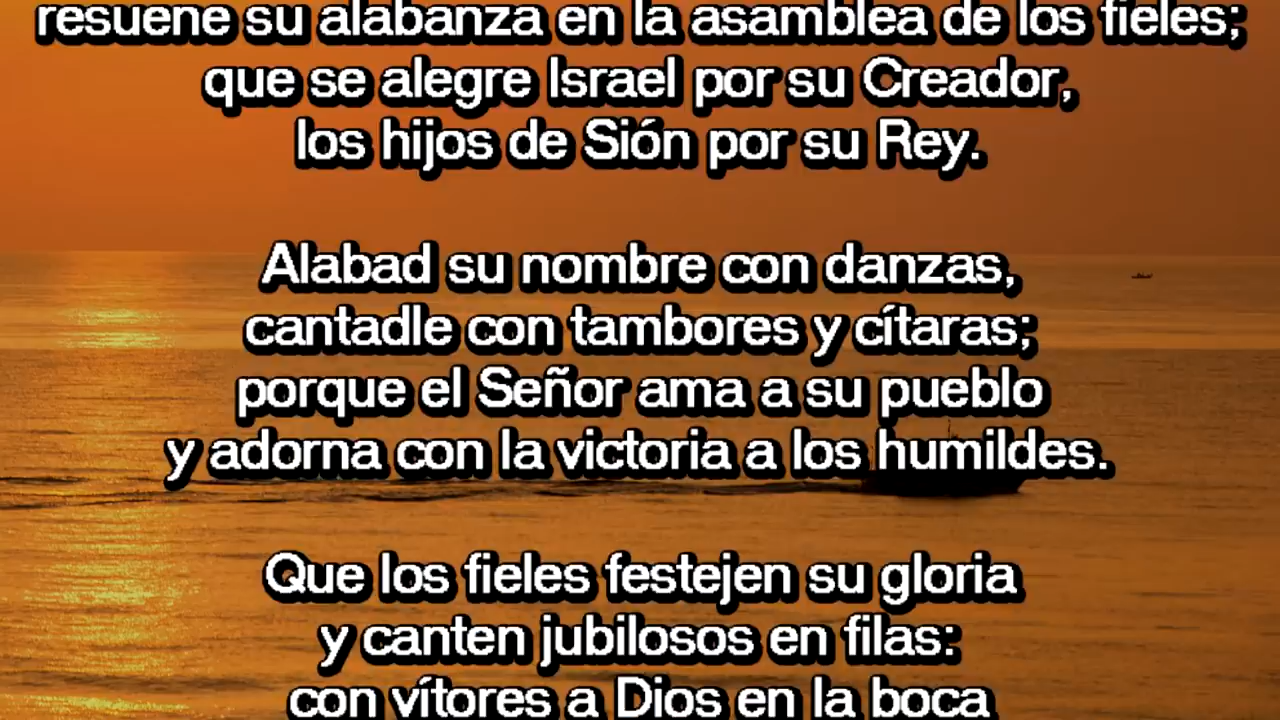 resuene su alabanza en la asamblea de los fieles;
que se alegre Israel por su Creador,
los hijos de Sión por su Rey.
Alabad su nombre con danzas,
cantadle con tambores y cítaras;
porque el Señor ama a su pueblo
y adorna con la victoria a los humildes.
Que los fieles festejen su gloria
y canten jubilosos en filas:
con vítores a Dios en la boca